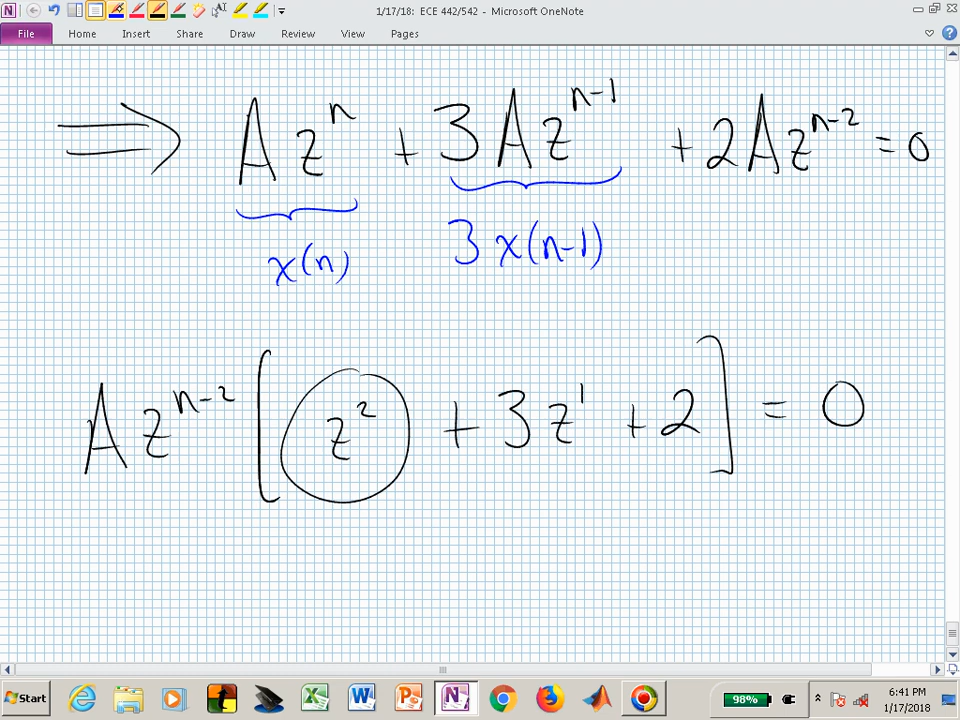 1/17/18: ECE 442/542 - Microsoft OneNote
File Home Insert Share Draw Review View Pages
⇒ Az^n + 3Az^{n-1} + 2Az^{n-2} = 0
x(n) 3x(n-1)
Az^{n-2} [z^2 + 3z^1 + 2] = 0
Start 98% 6:41 PM
1/17/2018